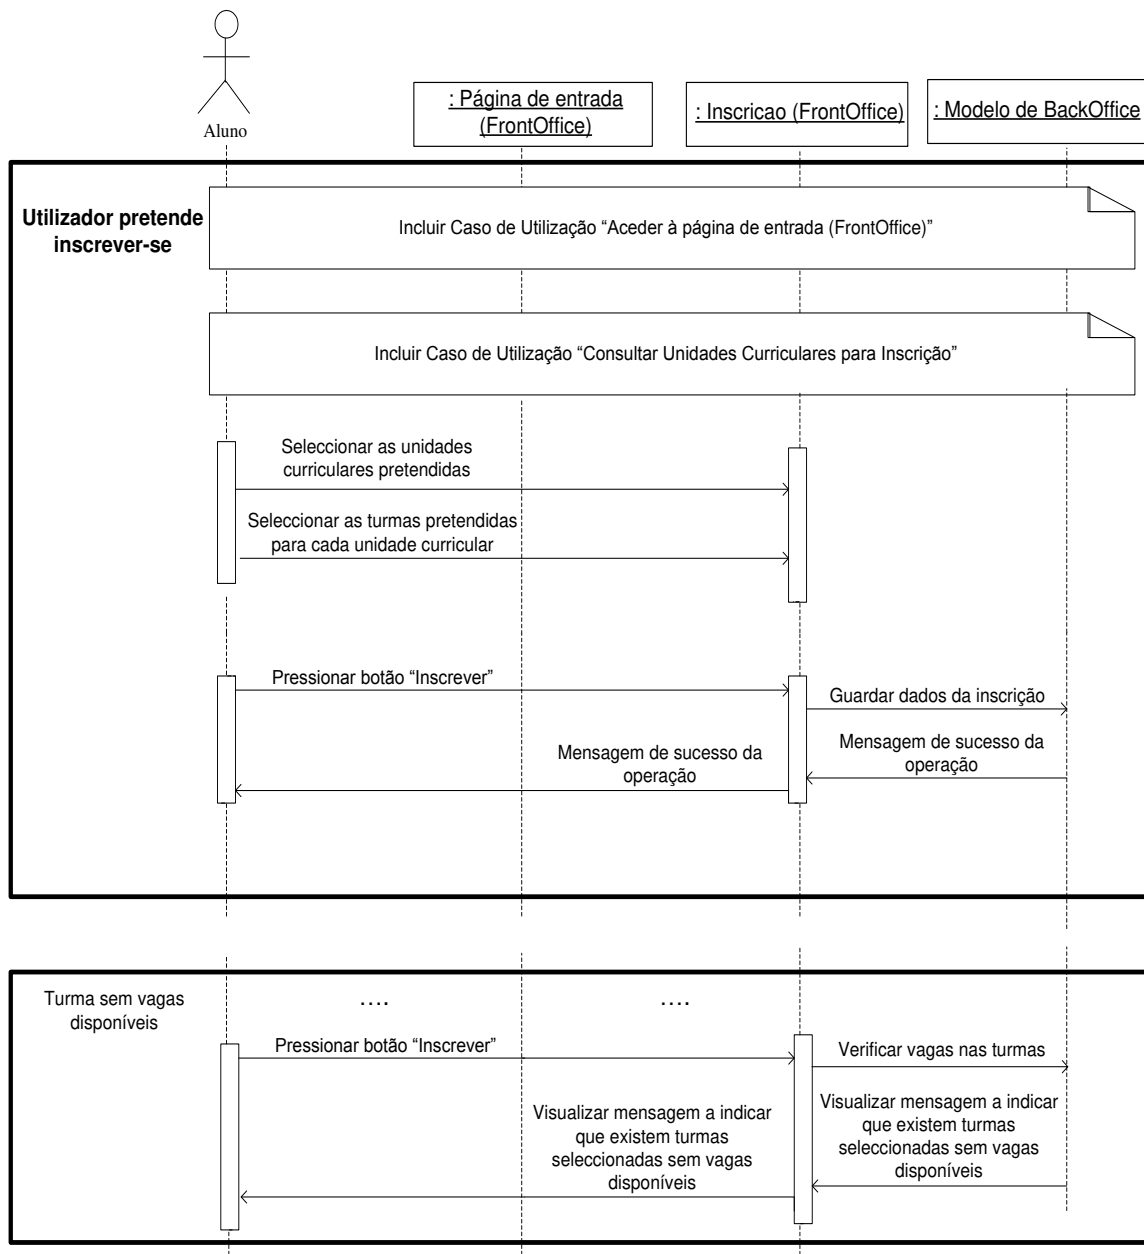 Aluno
: Página de entrada
(FrontOffice)
: Inscricao (FrontOffice)
: Modelo de BackOffice
Utilizador pretende
inscrever-se
Incluir Caso de Utilização “Aceder à página de entrada (FrontOffice)”
Incluir Caso de Utilização “Consultar Unidades Curriculares para Inscrição”
Seleccionar as unidades
curriculares pretendidas
Seleccionar as turmas pretendidas
para cada unidade curricular
Pressionar botão “Inscrever”
Guardar dados da inscrição
Mensagem de sucesso da
operação
Mensagem de sucesso da
operação
Turma sem vagas
disponíveis
....
....
Pressionar botão “Inscrever”
Verificar vagas nas turmas
Visualizar mensagem a indicar
que existem turmas
seleccionadas sem vagas
disponíveis
Visualizar mensagem a indicar
que existem turmas
seleccionadas sem vagas
disponíveis